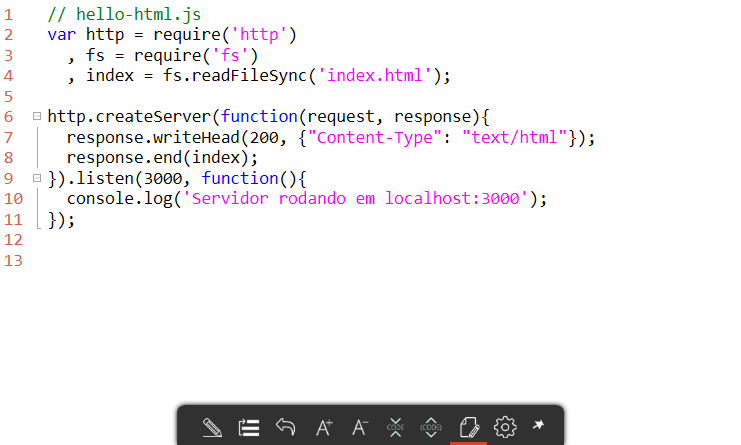 1 // hello-html.js
2 var http = require('http')
3   , fs = require('fs')
4   , index = fs.readFileSync('index.html');
5
6 http.createServer(function(request, response){
7   response.writeHead(200, {"Content-Type": "text/html"});
8   response.end(index);
9 }).listen(3000, function(){
10   console.log('Servidor rodando em localhost:3000');
11 });
12
13
A+ A- CODE (CODE)